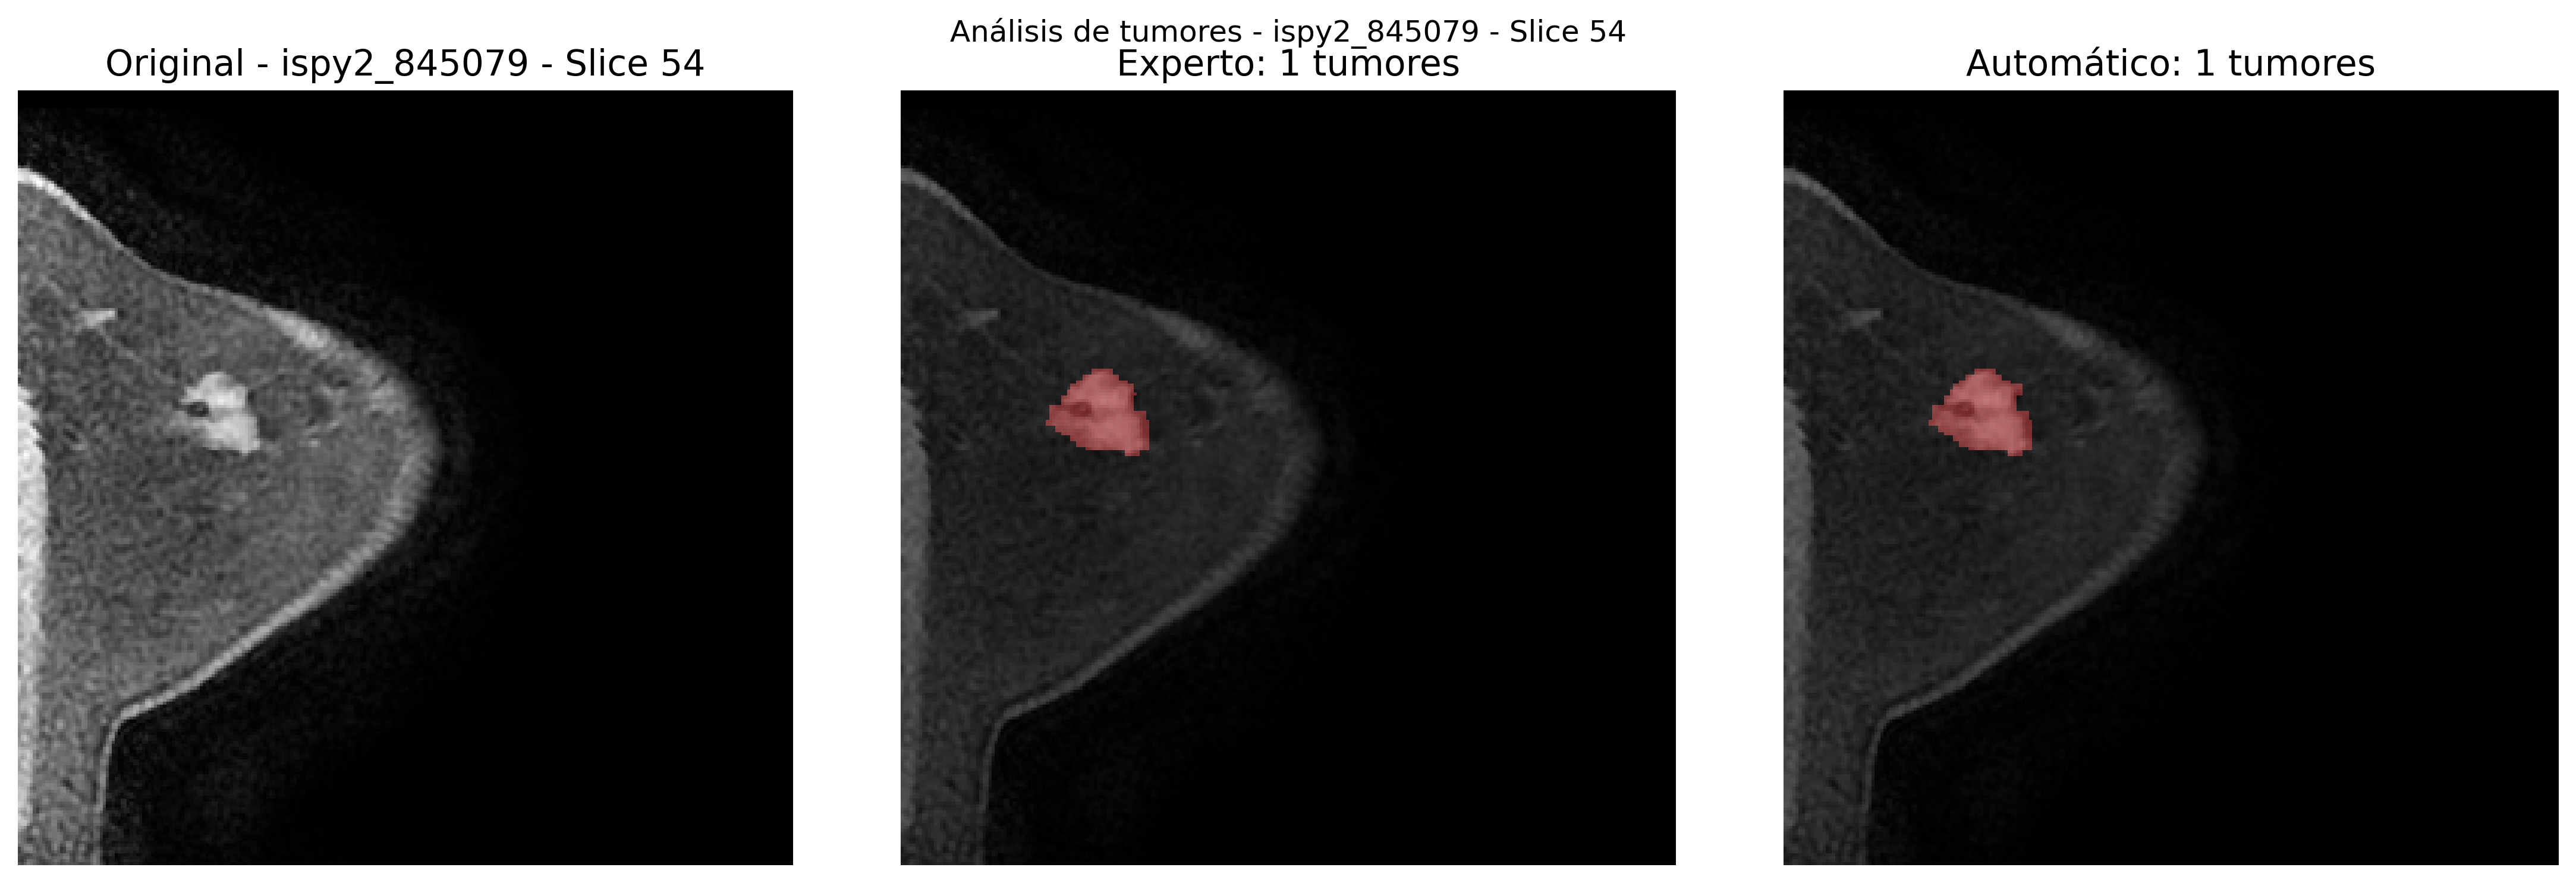 Análisis de tumores - ispy2_845079 - Slice 54
Original - ispy2_845079 - Slice 54
Experto: 1 tumores
Automático: 1 tumores